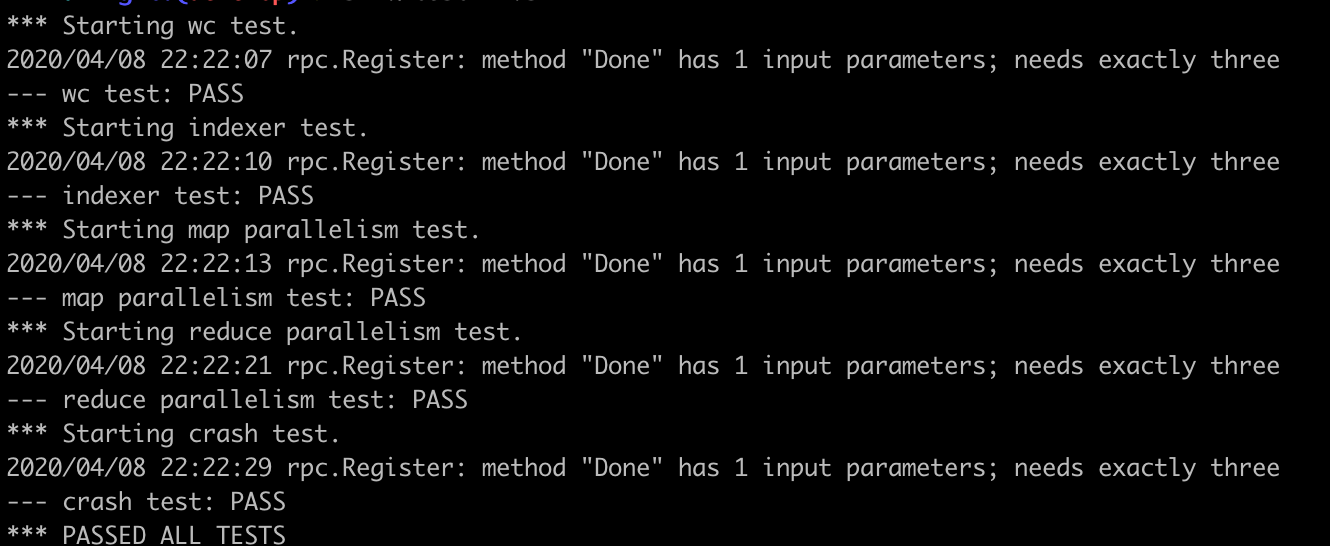 *** Starting wc test.
2020/04/08 22:22:07 rpc.Register: method "Done" has 1 input parameters; needs exactly three
--- wc test: PASS
*** Starting indexer test.
2020/04/08 22:22:10 rpc.Register: method "Done" has 1 input parameters; needs exactly three
--- indexer test: PASS
*** Starting map parallelism test.
2020/04/08 22:22:13 rpc.Register: method "Done" has 1 input parameters; needs exactly three
--- map parallelism test: PASS
*** Starting reduce parallelism test.
2020/04/08 22:22:21 rpc.Register: method "Done" has 1 input parameters; needs exactly three
--- reduce parallelism test: PASS
*** Starting crash test.
2020/04/08 22:22:29 rpc.Register: method "Done" has 1 input parameters; needs exactly three
--- crash test: PASS
*** PASSED ALL TESTS